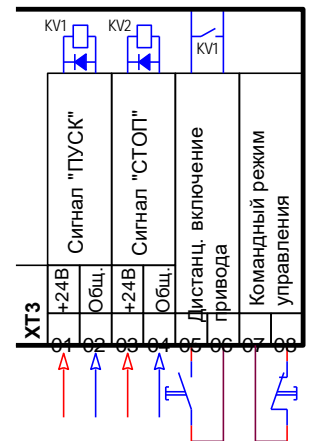 KV1
KV2
KV1
Сигнал "ПУСК"
Сигнал "СТОП"
Дистанц. включение
привода
Командный режим
управления
XT3
+24В
Общ.
+24В
Общ.
01
02
03
04
05
06
07
08